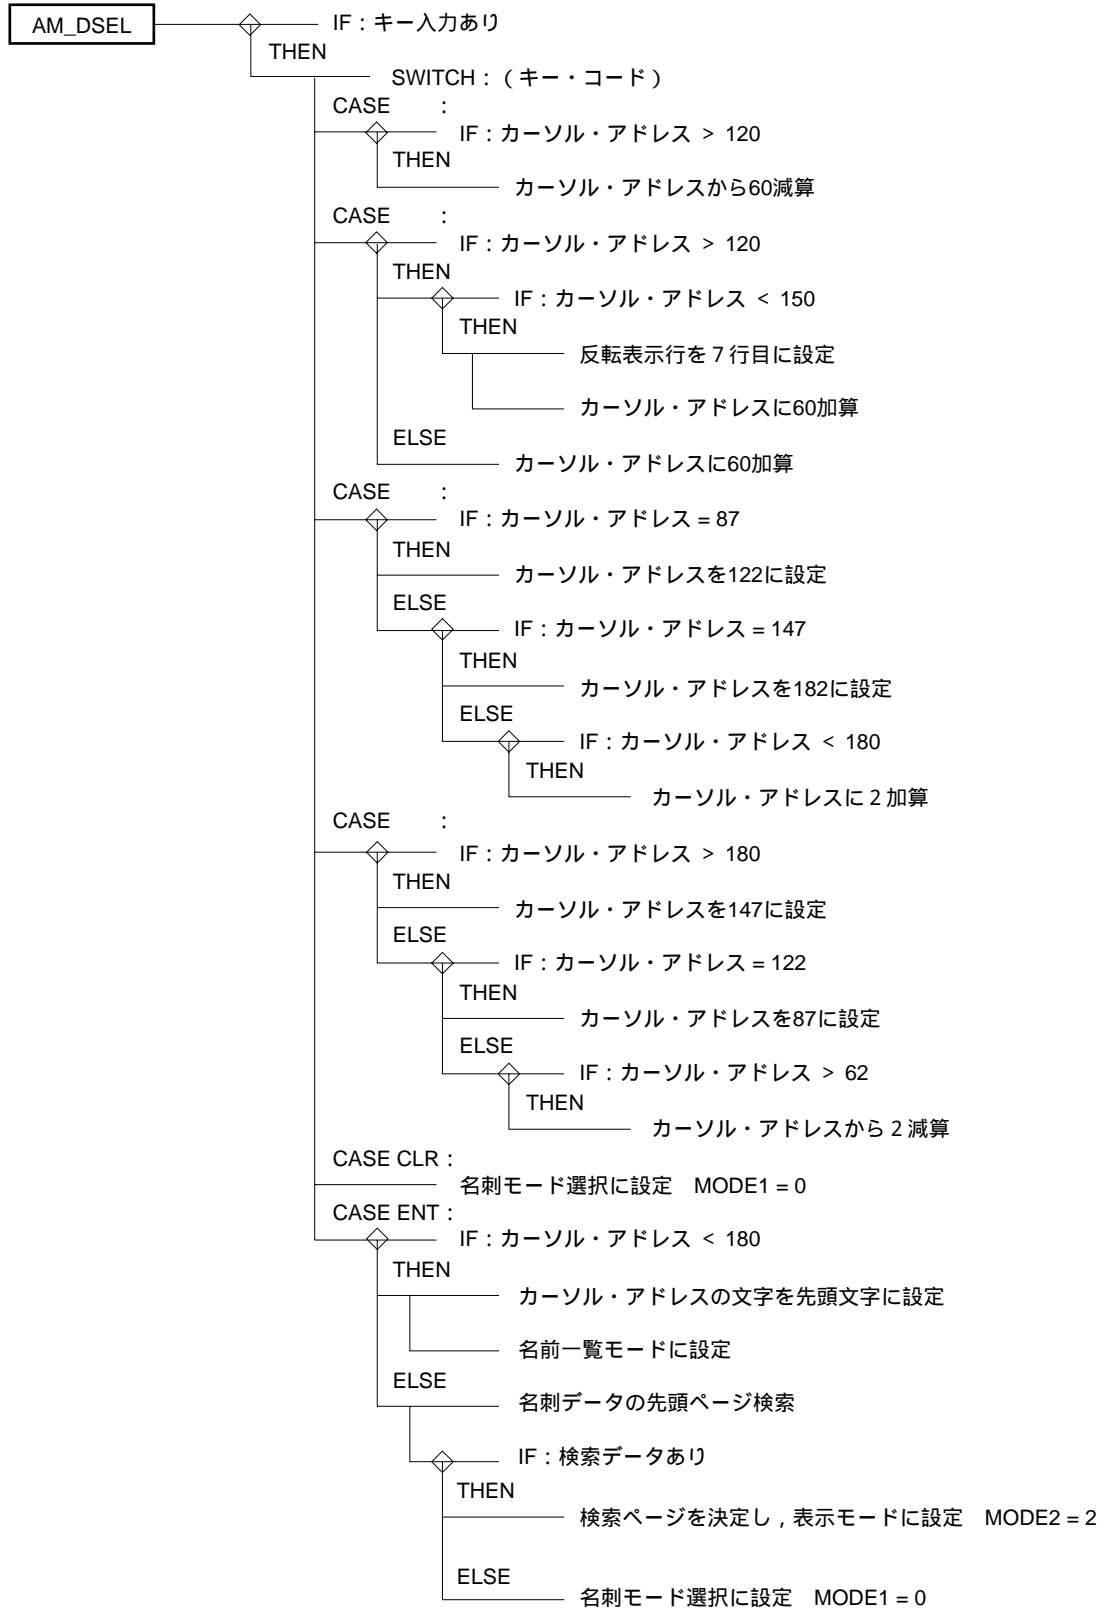 AM_DSEL
IF：キー入力あり
THEN
SWITCH：（キー・コード）
CASE　　：
IF：カーソル・アドレス ＞ 120
THEN
カーソル・アドレスから60減算
CASE　　：
IF：カーソル・アドレス ＞ 120
THEN
IF：カーソル・アドレス ＜ 150
THEN
反転表示行を７行目に設定
カーソル・アドレスに60加算
ELSE
カーソル・アドレスに60加算
CASE　　：
IF：カーソル・アドレス＝87
THEN
カーソル・アドレスを122に設定
ELSE
IF：カーソル・アドレス＝147
THEN
カーソル・アドレスを182に設定
ELSE
IF：カーソル・アドレス ＜ 180
THEN
カーソル・アドレスに２加算
CASE　　：
IF：カーソル・アドレス ＞ 180
THEN
カーソル・アドレスを147に設定
ELSE
IF：カーソル・アドレス＝122
THEN
カーソル・アドレスを87に設定
ELSE
IF：カーソル・アドレス ＞ 62
THEN
カーソル・アドレスから２減算
CASE CLR：
名刺モード選択に設定　MODE1＝0
CASE ENT：
IF：カーソル・アドレス ＜ 180
THEN
カーソル・アドレスの文字を先頭文字に設定
名前一覧モードに設定
ELSE
名刺データの先頭ページ検索
IF：検索データあり
THEN
検索ページを決定し，表示モードに設定　MODE2＝2
ELSE
名刺モード選択に設定　MODE1＝0